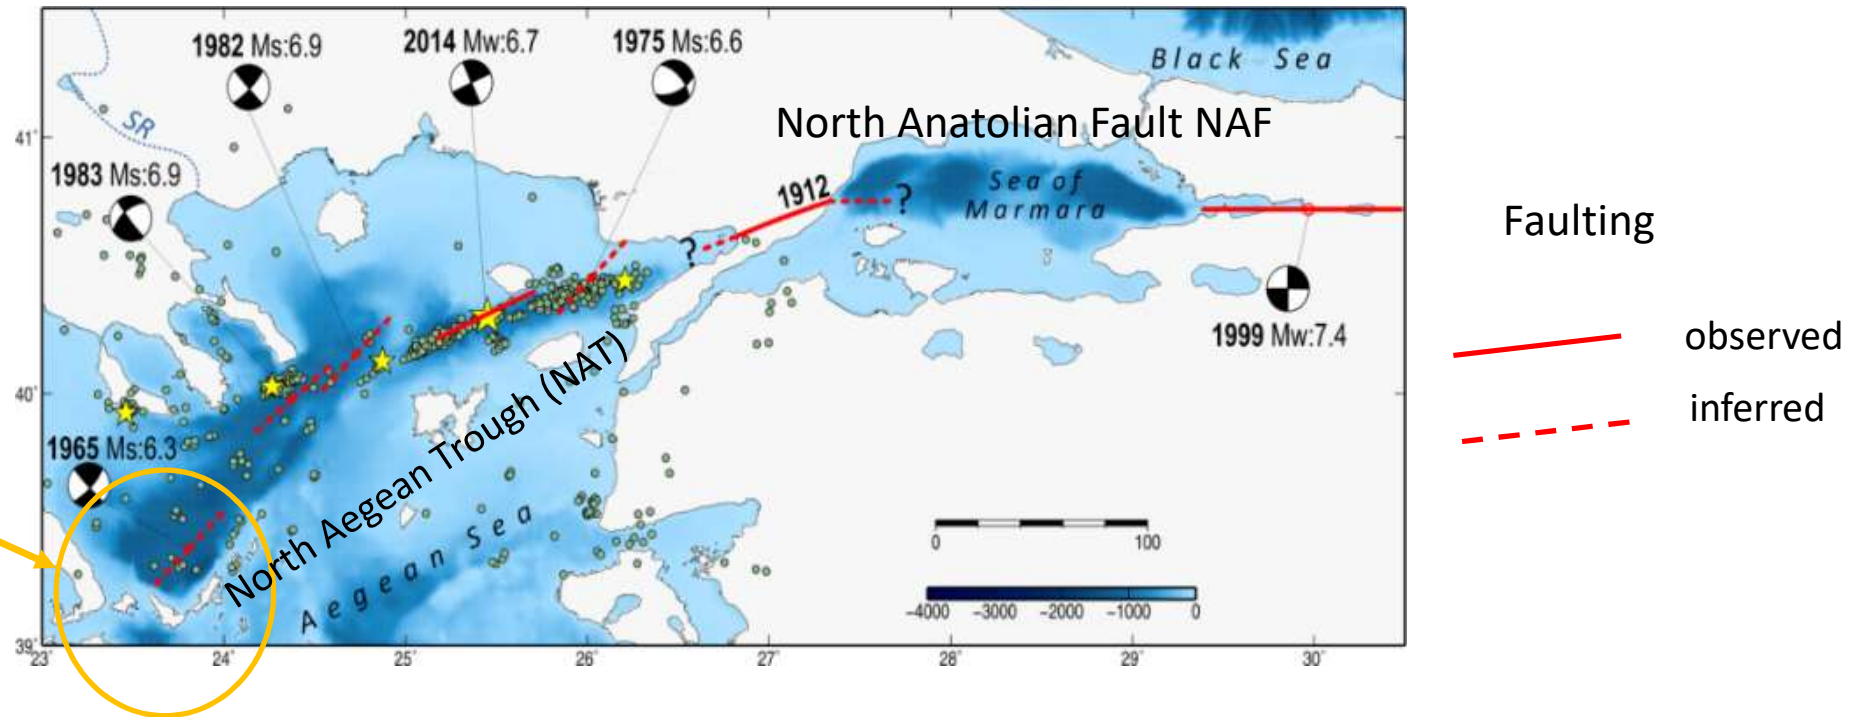 1982 Ms:6.9
2014 Mw:6.7
1975 Ms:6.6
Black Sea
SR
North Anatolian Fault NAF
41°
1983 Ms:6.9
1912
?
Sea of
Marmara
Faulting
?
1999 Mw:7.4
observed
40°
inferred
1965 Ms:6.3
North Aegean Trough (NAT)
Aegean Sea
0 100
-4000 -3000 -2000 -1000 0
39°
23° 24° 25° 26° 27° 28° 29° 30°